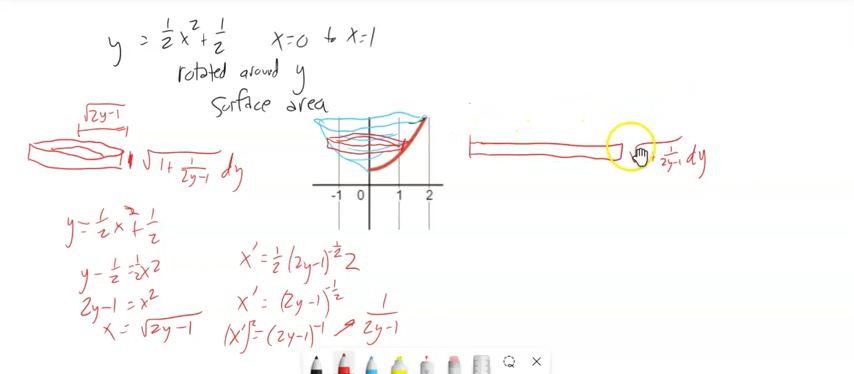 y = 1/2 x² + 1/2   x=0 to x=1
rotated around y
surface area
√2y-1
√1 + 1/(2y-1) dy
-1 0 1 2
+ 1/(2y-1) dy
y = 1/2 x² + 1/2
y - 1/2 = 1/2 x²
2y-1 = x²
x = √2y-1
x' = 1/2 (2y-1)^(-1/2) 2
x' = (2y-1)^(-1/2)
(x')² = (2y-1)^(-1) → 1/(2y-1)